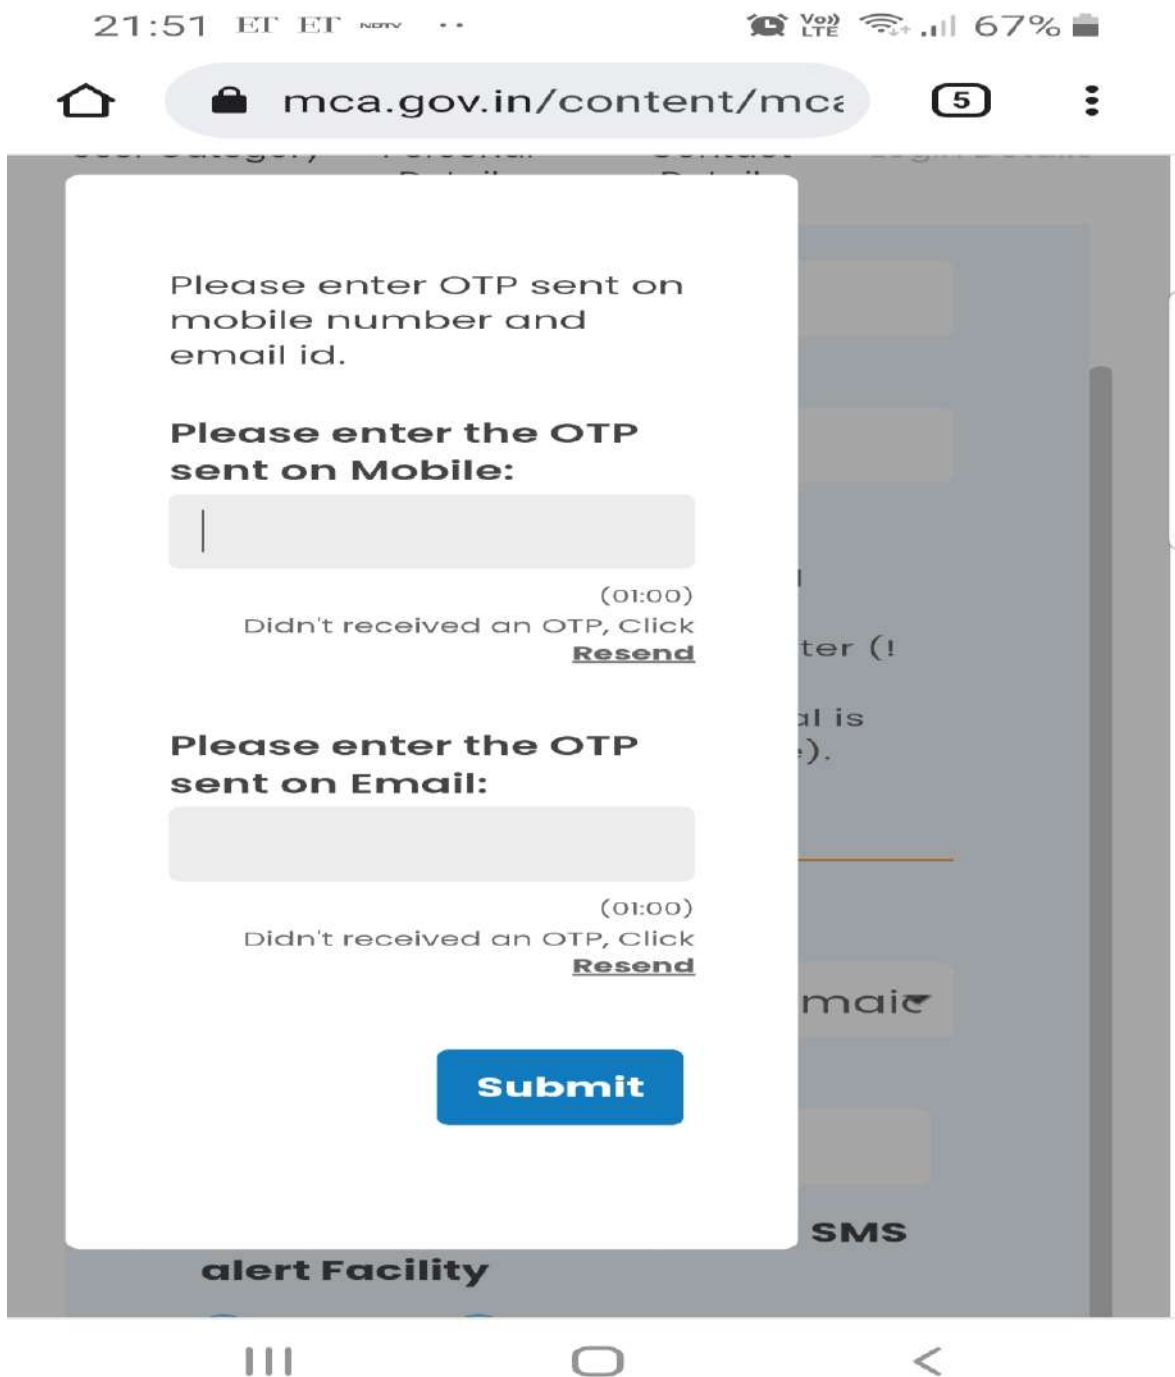 21:51 ET ET NDTV
Vo)) LTE 67%
mca.gov.in/content/mca
5
Please enter OTP sent on
mobile number and
email id.
Please enter the OTP
sent on Mobile:
(01:00)
Didn't received an OTP, Click
Resend
ter (!
al is
e).
Please enter the OTP
sent on Email:
(01:00)
Didn't received an OTP, Click
Resend
mail
Submit
SMS
alert Facility